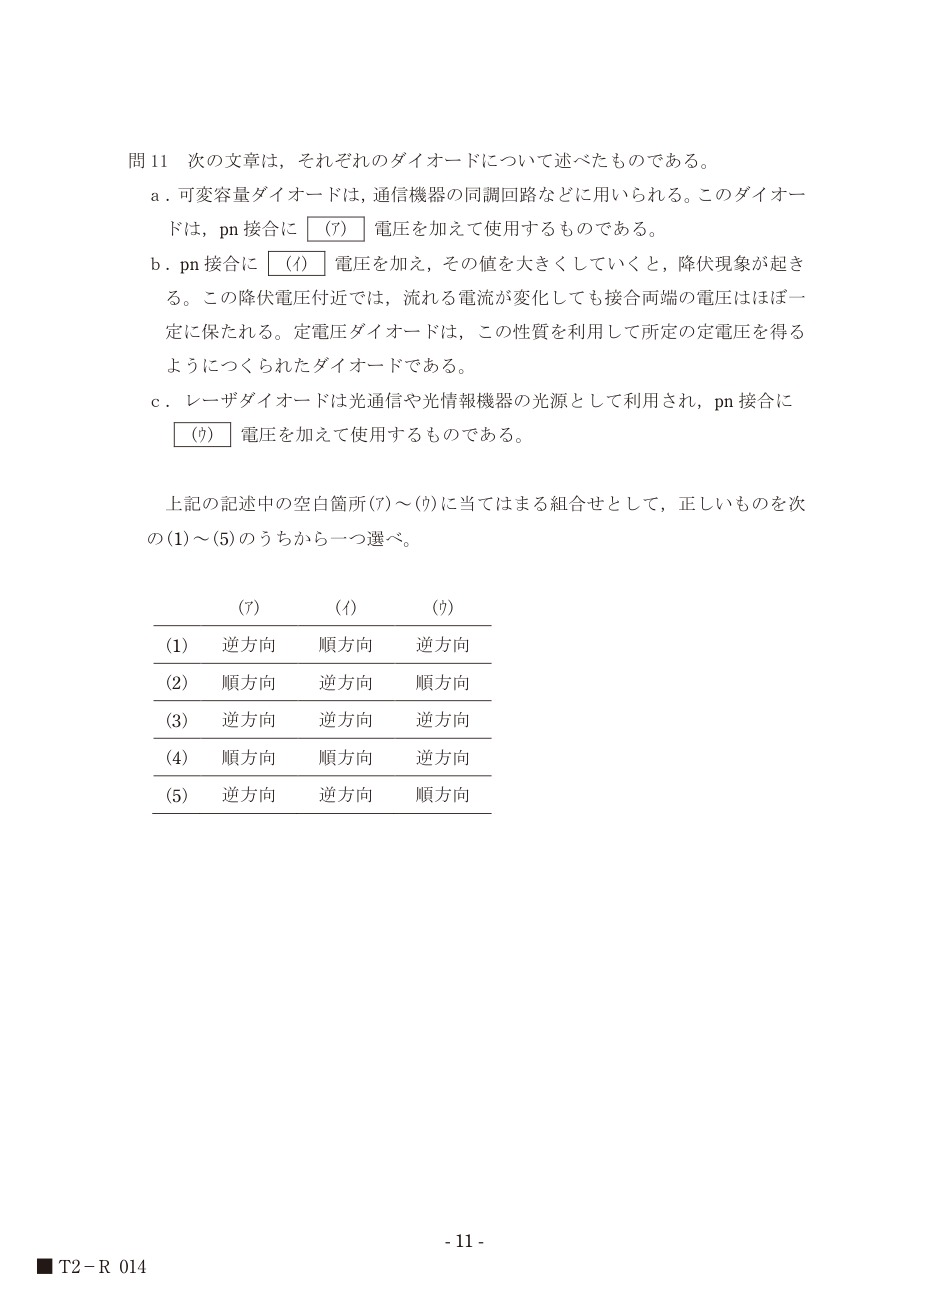 問 11　次の文章は，それぞれのダイオードについて述べたものである。
a．可変容量ダイオードは，通信機器の同調回路などに用いられる。このダイオー
ドは，pn 接合に (ｱ) 電圧を加えて使用するものである。
b．pn 接合に (ｲ) 電圧を加え，その値を大きくしていくと，降伏現象が起き
る。この降伏電圧付近では，流れる電流が変化しても接合両端の電圧はほぼ一
定に保たれる。定電圧ダイオードは，この性質を利用して所定の定電圧を得る
ようにつくられたダイオードである。
c．レーザダイオードは光通信や光情報機器の光源として利用され，pn 接合に
(ｳ) 電圧を加えて使用するものである。
上記の記述中の空白箇所(ｱ)～(ｳ)に当てはまる組合せとして，正しいものを次
の(1)～(5)のうちから一つ選べ。
(ｱ) (ｲ) (ｳ)
(1) 逆方向 順方向 逆方向
(2) 順方向 逆方向 順方向
(3) 逆方向 逆方向 逆方向
(4) 順方向 順方向 逆方向
(5) 逆方向 逆方向 順方向
- 11 -
■ T2－R 014